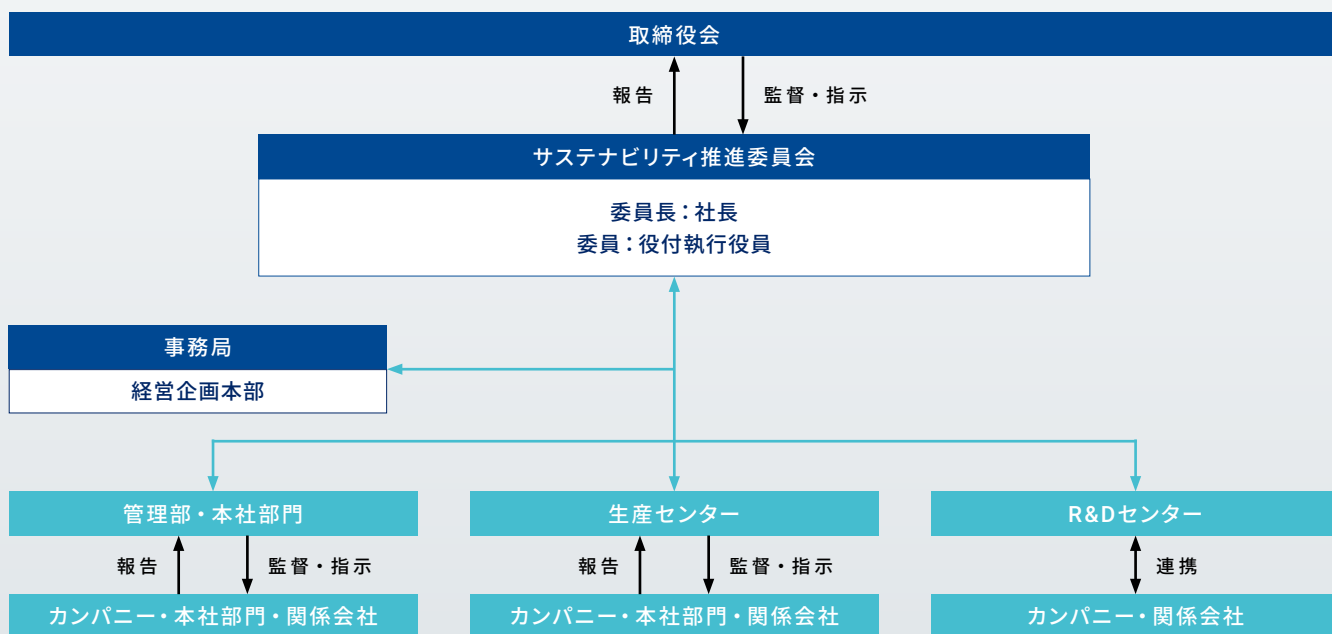 取締役会
報告
監督・指示
サステナビリティ推進委員会
委員長：社長
委員：役付執行役員
事務局
経営企画本部
管理部・本社部門
生産センター
R&Dセンター
報告
監督・指示
報告
監督・指示
連携
カンパニー・本社部門・関係会社
カンパニー・本社部門・関係会社
カンパニー・関係会社